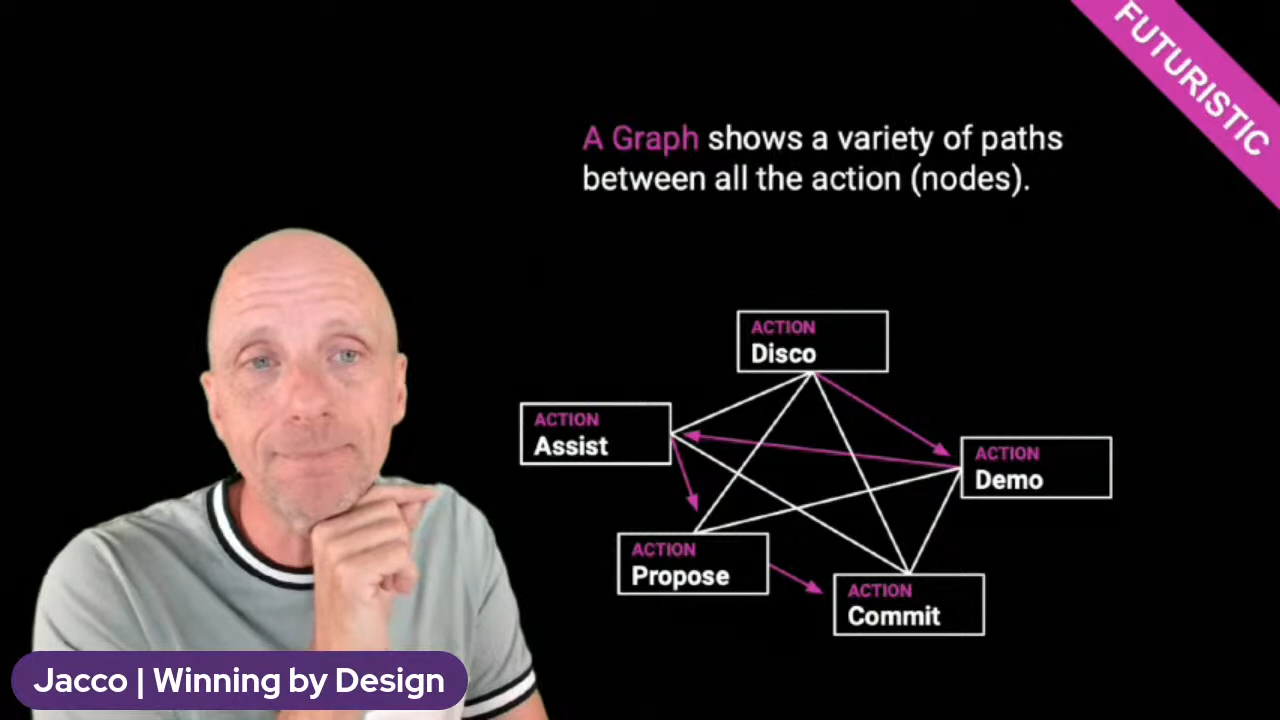 FUTURISTIC
A Graph shows a variety of paths
between all the action (nodes).
ACTION
Disco
ACTION
Assist
ACTION
Demo
ACTION
Propose
ACTION
Commit
Jacco | Winning by Design